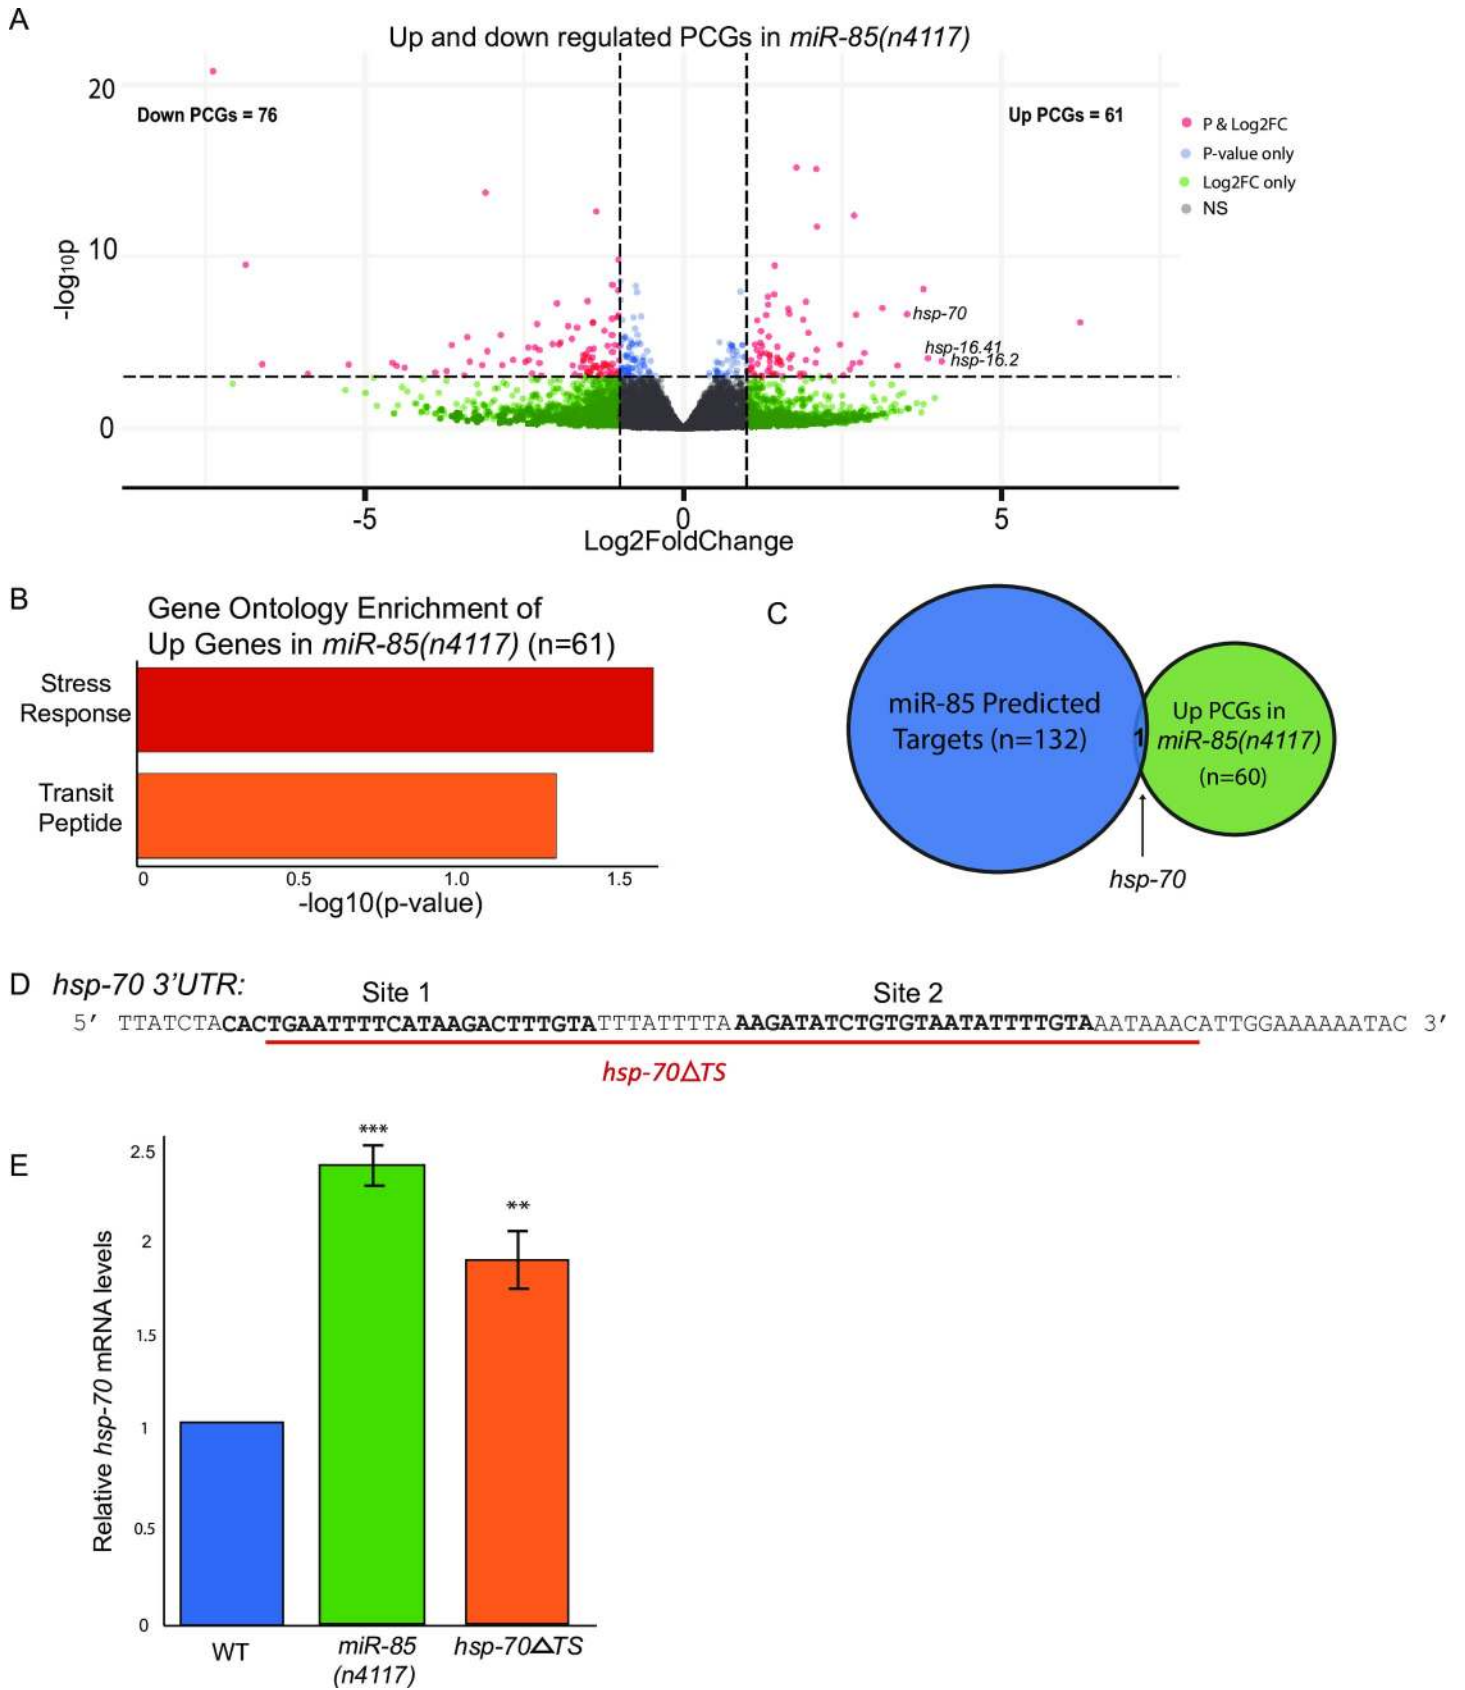 A
Up and down regulated PCGs in miR-85(n4117)
20
Down PCGs = 76
Up PCGs = 61
P & Log2FC
P-value only
Log2FC only
NS
10
-log10p
hsp-70
hsp-16.41
hsp-16.2
0
-5
0
5
Log2FoldChange
B
Gene Ontology Enrichment of
Up Genes in miR-85(n4117) (n=61)
Stress
Response
Transit
Peptide
0
0.5
1.0
1.5
-log10(p-value)
C
miR-85 Predicted
Targets (n=132)
1
Up PCGs in
miR-85(n4117)
(n=60)
hsp-70
D
hsp-70 3'UTR:
Site 1
Site 2
5' TTATCTACACTGAATTTTCATAAGACTTTGTATTTATTTTAAAGATATCTGTGTAATATTTTGTAAATAAACATTGGAAAAAATAC 3'
hsp-70△TS
E
2.5
2
1.5
1
0.5
0
Relative hsp-70 mRNA levels
***
**
WT
miR-85
(n4117)
hsp-70△TS